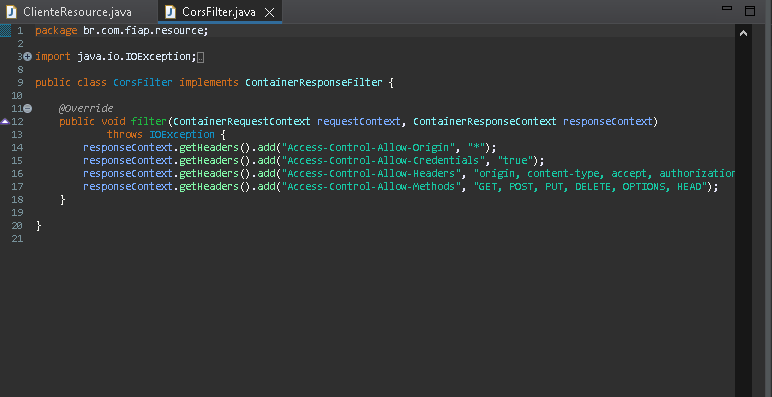 ClienteResource.java CorsFilter.java
1 package br.com.fiap.resource;
2
3 import java.io.IOException;
8
9 public class CorsFilter implements ContainerResponseFilter {
10
11 @Override
12 public void filter(ContainerRequestContext requestContext, ContainerResponseContext responseContext)
13 throws IOException {
14 responseContext.getHeaders().add("Access-Control-Allow-Origin", "*");
15 responseContext.getHeaders().add("Access-Control-Allow-Credentials", "true");
16 responseContext.getHeaders().add("Access-Control-Allow-Headers", "origin, content-type, accept, authorization
17 responseContext.getHeaders().add("Access-Control-Allow-Methods", "GET, POST, PUT, DELETE, OPTIONS, HEAD");
18 }
19
20 }
21